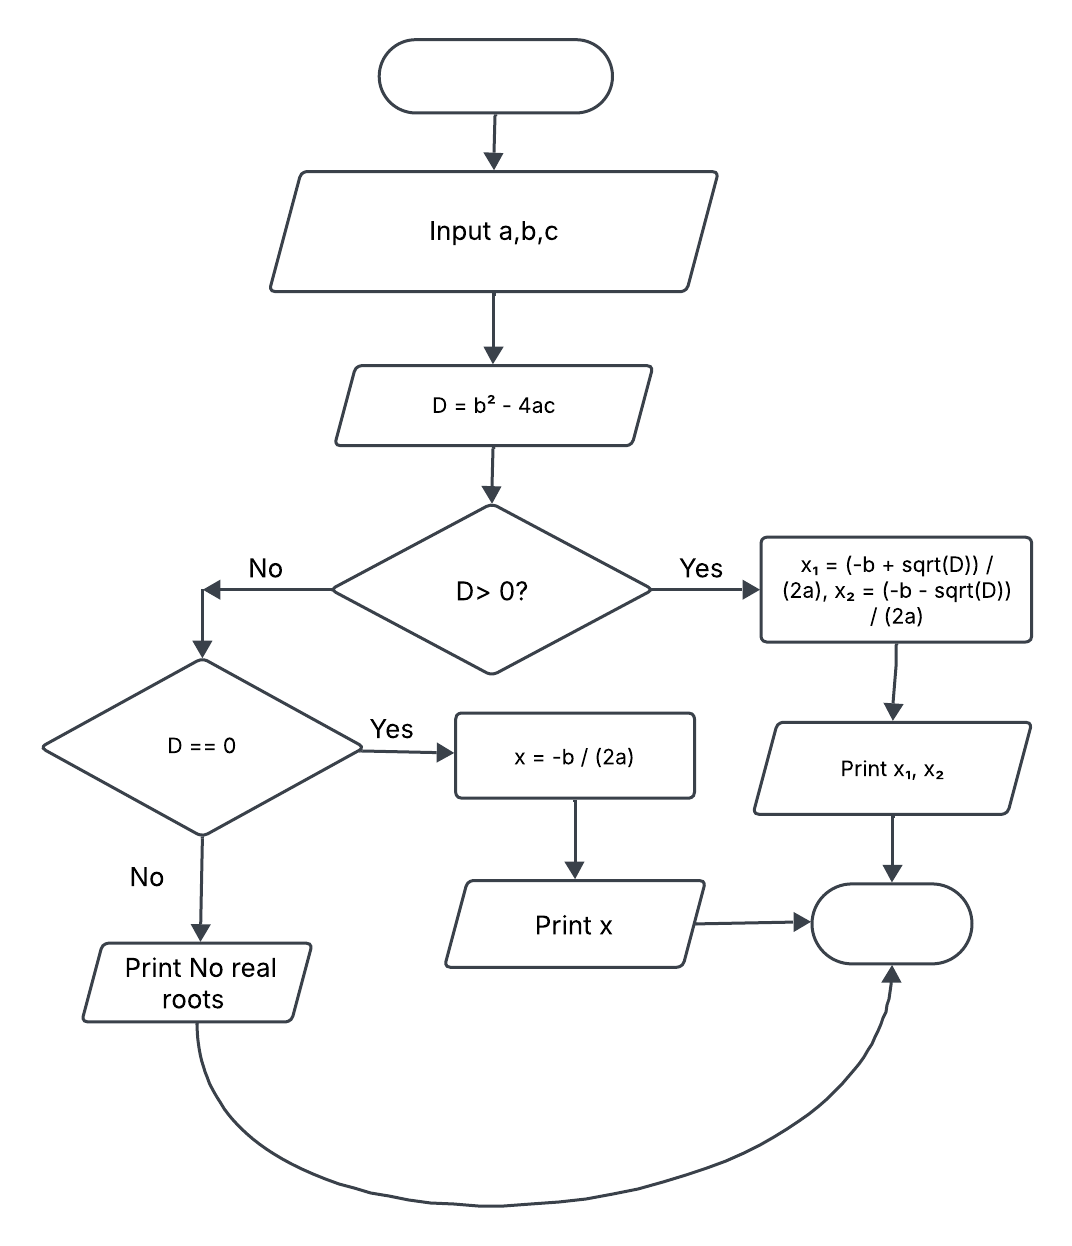 Input a,b,c
D = b² - 4ac
D> 0?
No
Yes
x₁ = (-b + sqrt(D)) /
(2a), x₂ = (-b - sqrt(D))
/ (2a)
D == 0
Yes
x = -b / (2a)
Print x₁, x₂
No
Print x
Print No real
roots